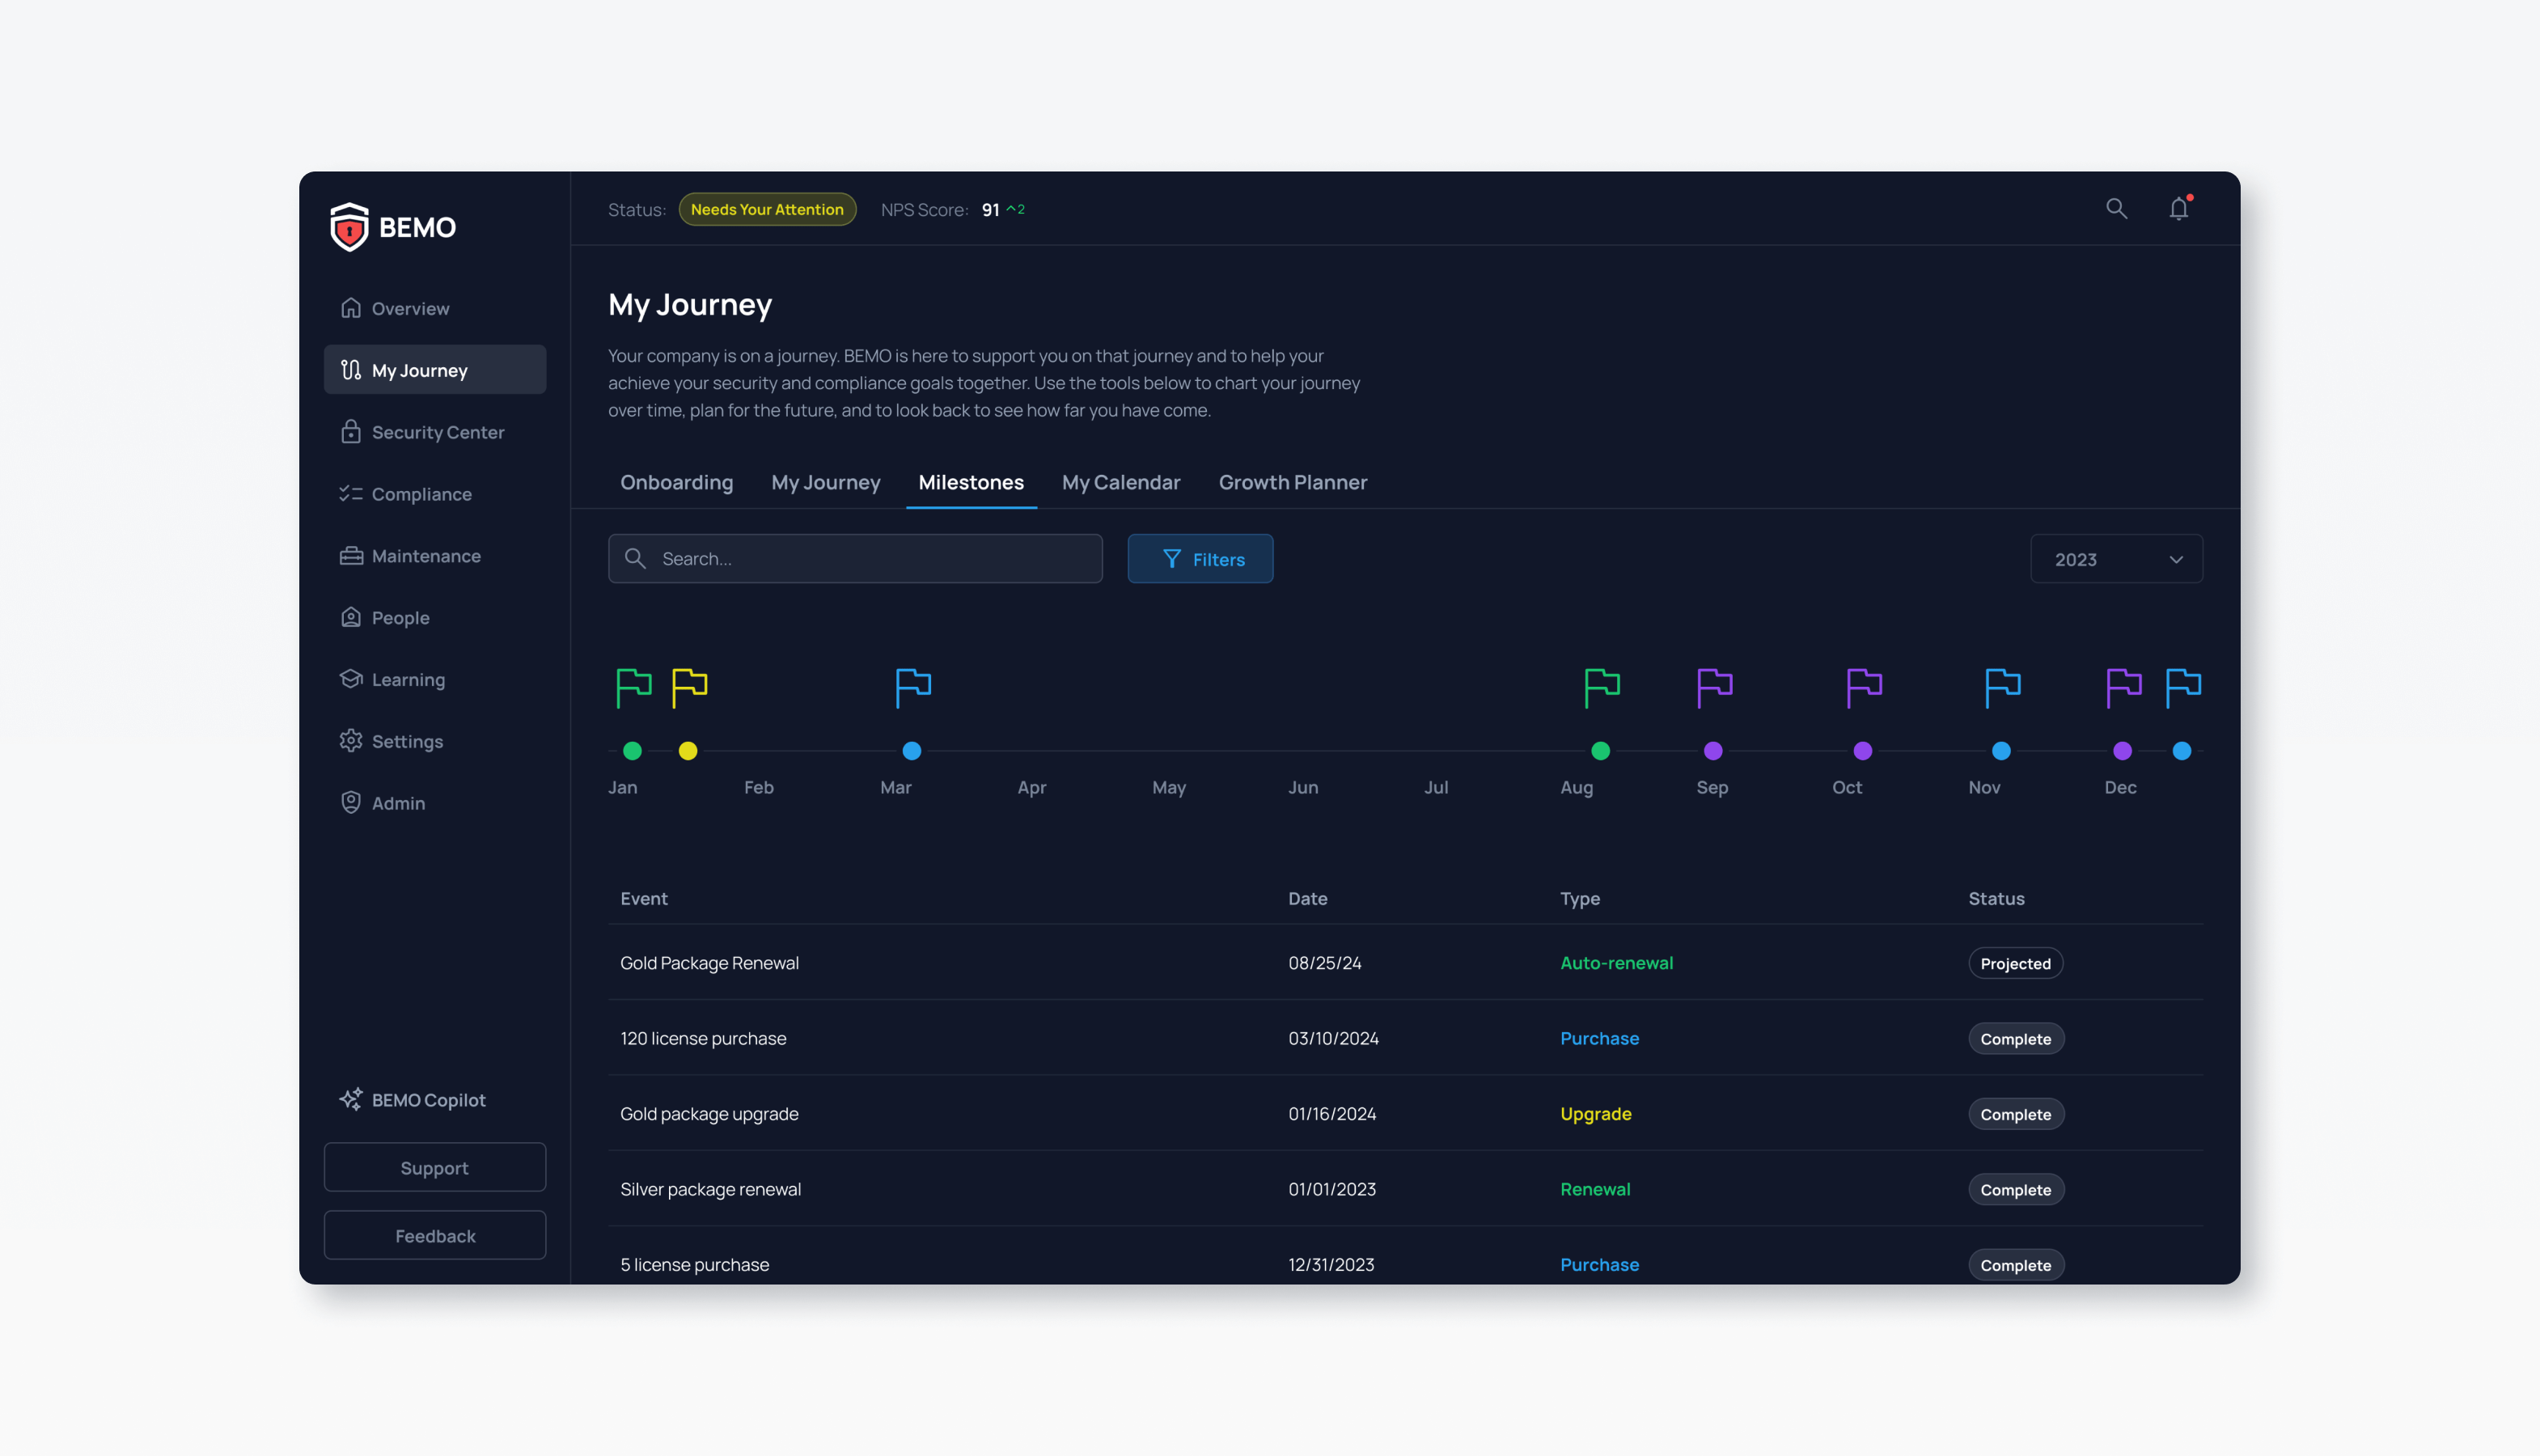 BEMO
Overview
My Journey
Security Center
Compliance
Maintenance
People
Learning
Settings
Admin
BEMO Copilot
Support
Feedback
Status: Needs Your Attention NPS Score: 91 ^2
My Journey
Your company is on a journey. BEMO is here to support you on that journey and to help your
achieve your security and compliance goals together. Use the tools below to chart your journey
over time, plan for the future, and to look back to see how far you have come.
Onboarding My Journey Milestones My Calendar Growth Planner
Search... Filters 2023
Jan Feb Mar Apr May Jun Jul Aug Sep Oct Nov Dec
Event Date Type Status
Gold Package Renewal 08/25/24 Auto-renewal Projected
120 license purchase 03/10/2024 Purchase Complete
Gold package upgrade 01/16/2024 Upgrade Complete
Silver package renewal 01/01/2023 Renewal Complete
5 license purchase 12/31/2023 Purchase Complete